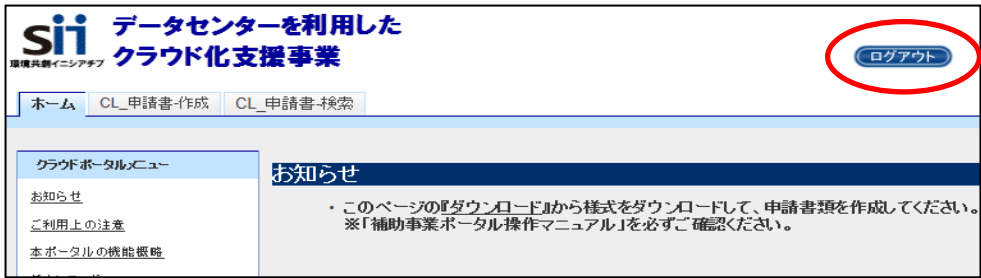 sii
環境共創イニシアチブ
データセンターを利用した
クラウド化支援事業
ログアウト
ホーム
CL_申請書-作成
CL_申請書-検索
クラウドポータルメニュー
お知らせ
ご利用上の注意
本ポータルの機能概略
お知らせ
・このページの『ダウンロード』から様式をダウンロードして、申請書類を作成してください。
※「補助事業ポータル操作マニュアル」を必ずご確認ください。